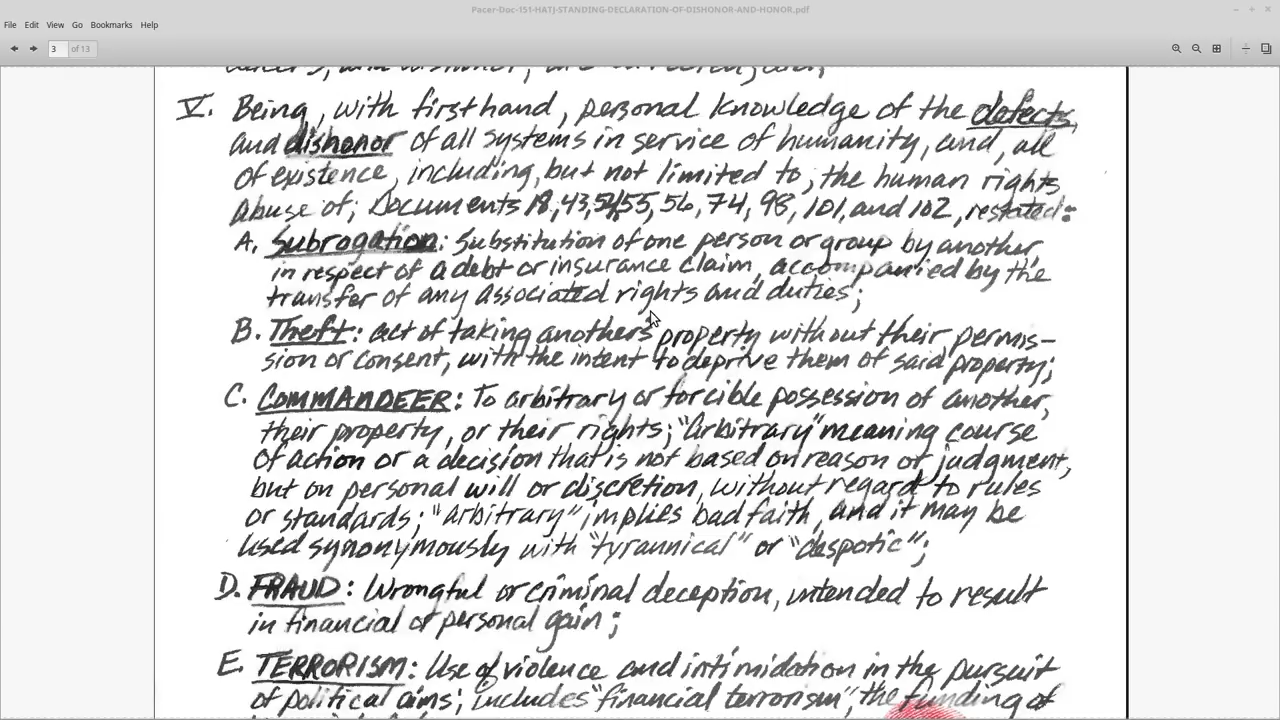 Pacer-Doc-151-HATJ-STANDING-DECLARATION-OF-DISHONOR-AND-HONOR.pdf
File Edit View Go Bookmarks Help
3 of 13
V. Being, with firsthand, personal knowledge of the defects,
and dishonor of all systems in service of humanity, and, all
of existence, including, but not limited to, the human rights
abuse of; Documents 18, 43, 54, 55, 56, 74, 98, 101, and 102, restated:
A. Subrogation: Substitution of one person or group by another
in respect of a debt or insurance claim, accompanied by the
transfer of any associated rights and duties;
B. Theft: act of taking anothers property without their permis-
sion or consent, with the intent to deprive them of said property;
C. COMMANDEER: To arbitrary or forcible possession of another,
their property, or their rights; "Arbitrary" meaning course
of action or a decision that is not based on reason or judgment,
but on personal will or discretion, without regard to rules
or standards; "Arbitrary", implies bad faith, and it may be
used synonymously with "tyrannical" or "despotic";
D. FRAUD: Wrongful or criminal deception, intended to result
in financial or personal gain;
E. TERRORISM: Use of violence and intimidation in the pursuit
of political aims; includes "financial terrorism", the funding of